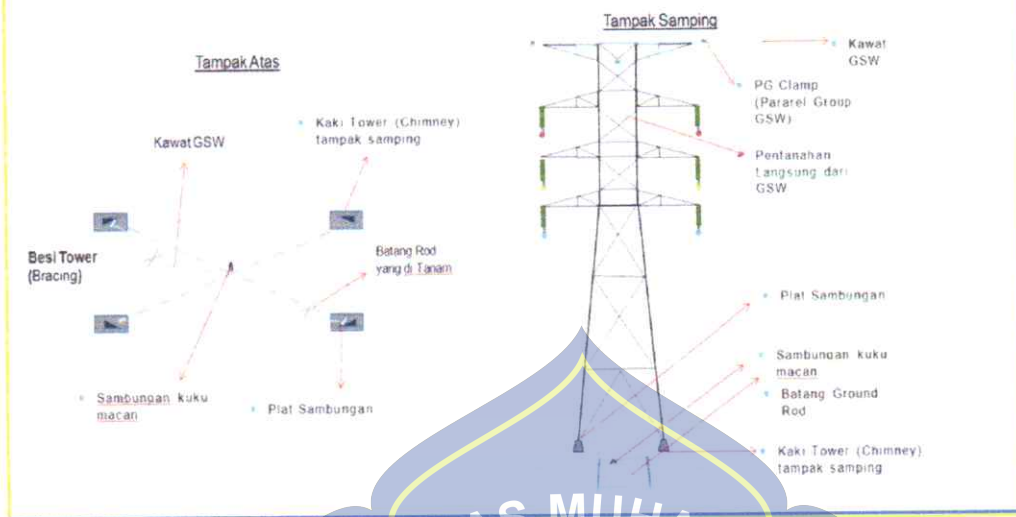 Tampak Atas
Kawat GSW
Kaki Tower (Chimney)
tampak samping
Besi Tower
(Bracing)
Batang Rod
yang di Tanam
Sambungan kuku
macan
Plat Sambungan
Tampak Samping
Kawat
GSW
PG Clamp
(Pararel Group
GSW)
Pentanahan
Langsung dari
GSW
Plat Sambungan
Sambungan kuku
macan
Batang Ground
Rod
Kaki Tower (Chimney)
tampak samping
AS MUHA